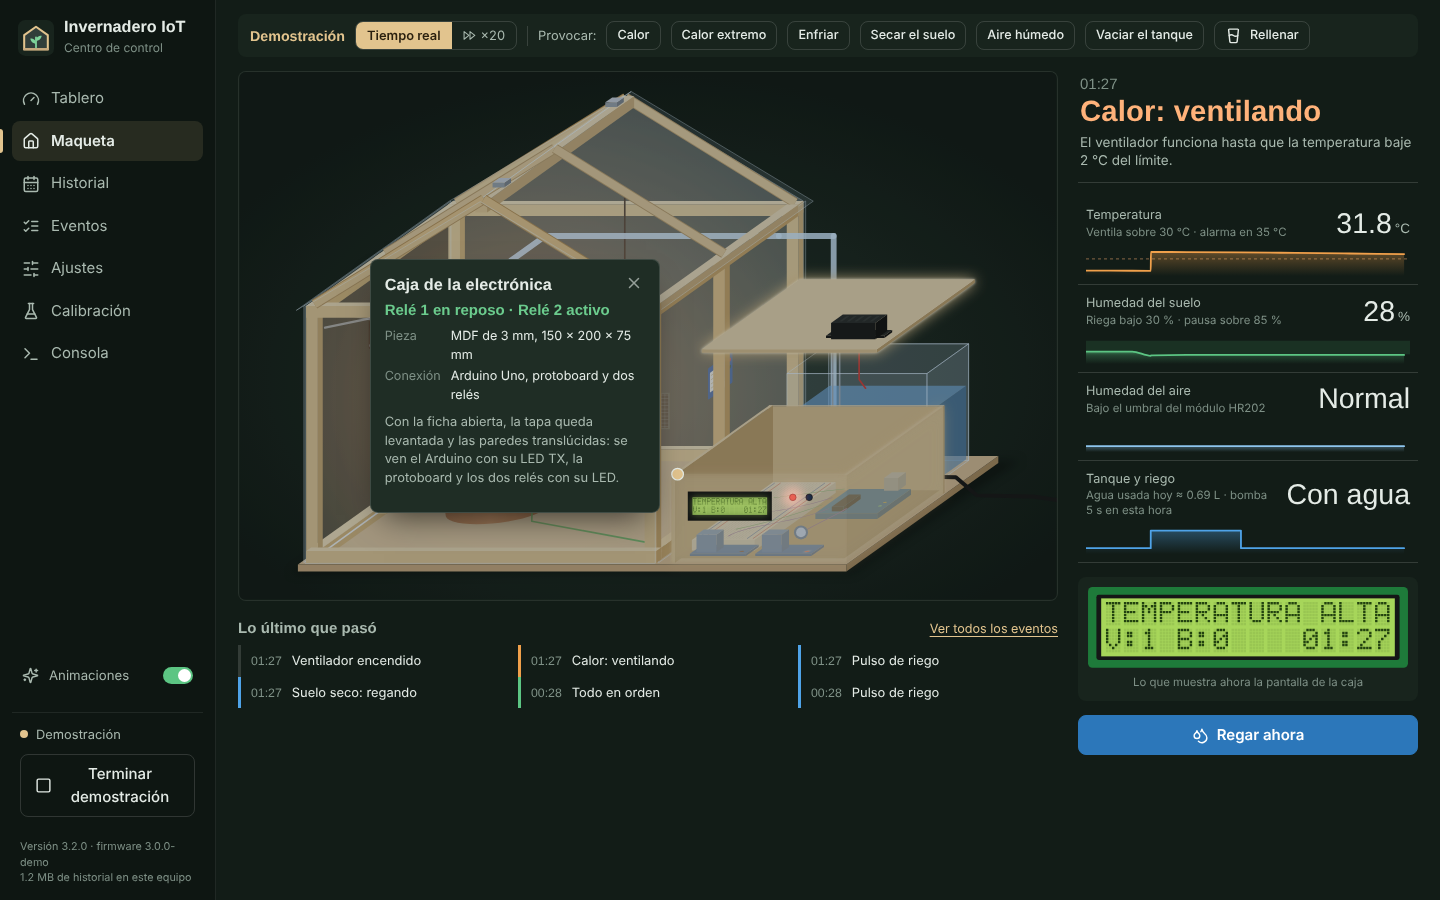 Invernadero IoT
Centro de control
Tablero
Maqueta
Historial
Eventos
Ajustes
Calibración
Consola
Animaciones
Demostración
Terminar
demostración
Versión 3.2.0 · firmware 3.0.0-
demo
1.2 MB de historial en este equipo
Demostración
Tiempo real
×20
Provocar:
Calor
Calor extremo
Enfriar
Secar el suelo
Aire húmedo
Vaciar el tanque
Rellenar
Caja de la electrónica
Relé 1 en reposo · Relé 2 activo
Pieza
MDF de 3 mm, 150 × 200 × 75
mm
Conexión
Arduino Uno, protoboard y dos
relés
Con la ficha abierta, la tapa queda
levantada y las paredes translúcidas: se
ven el Arduino con su LED TX, la
protoboard y los dos relés con su LED.
TEMPERATURA ALTA
V:1 B:0 01:27
Lo último que pasó
Ver todos los eventos
01:27 Ventilador encendido
01:27 Calor: ventilando
01:27 Pulso de riego
01:27 Suelo seco: regando
00:28 Todo en orden
00:28 Pulso de riego
01:27
Calor: ventilando
El ventilador funciona hasta que la temperatura baje
2 °C del límite.
Temperatura
Ventila sobre 30 °C · alarma en 35 °C
31.8 °C
Humedad del suelo
Riega bajo 30 % · pausa sobre 85 %
28 %
Humedad del aire
Bajo el umbral del módulo HR202
Normal
Tanque y riego
Agua usada hoy ≈ 0.69 L · bomba
5 s en esta hora
Con agua
TEMPERATURA ALTA
V:1 B:0 01:27
Lo que muestra ahora la pantalla de la caja
Regar ahora